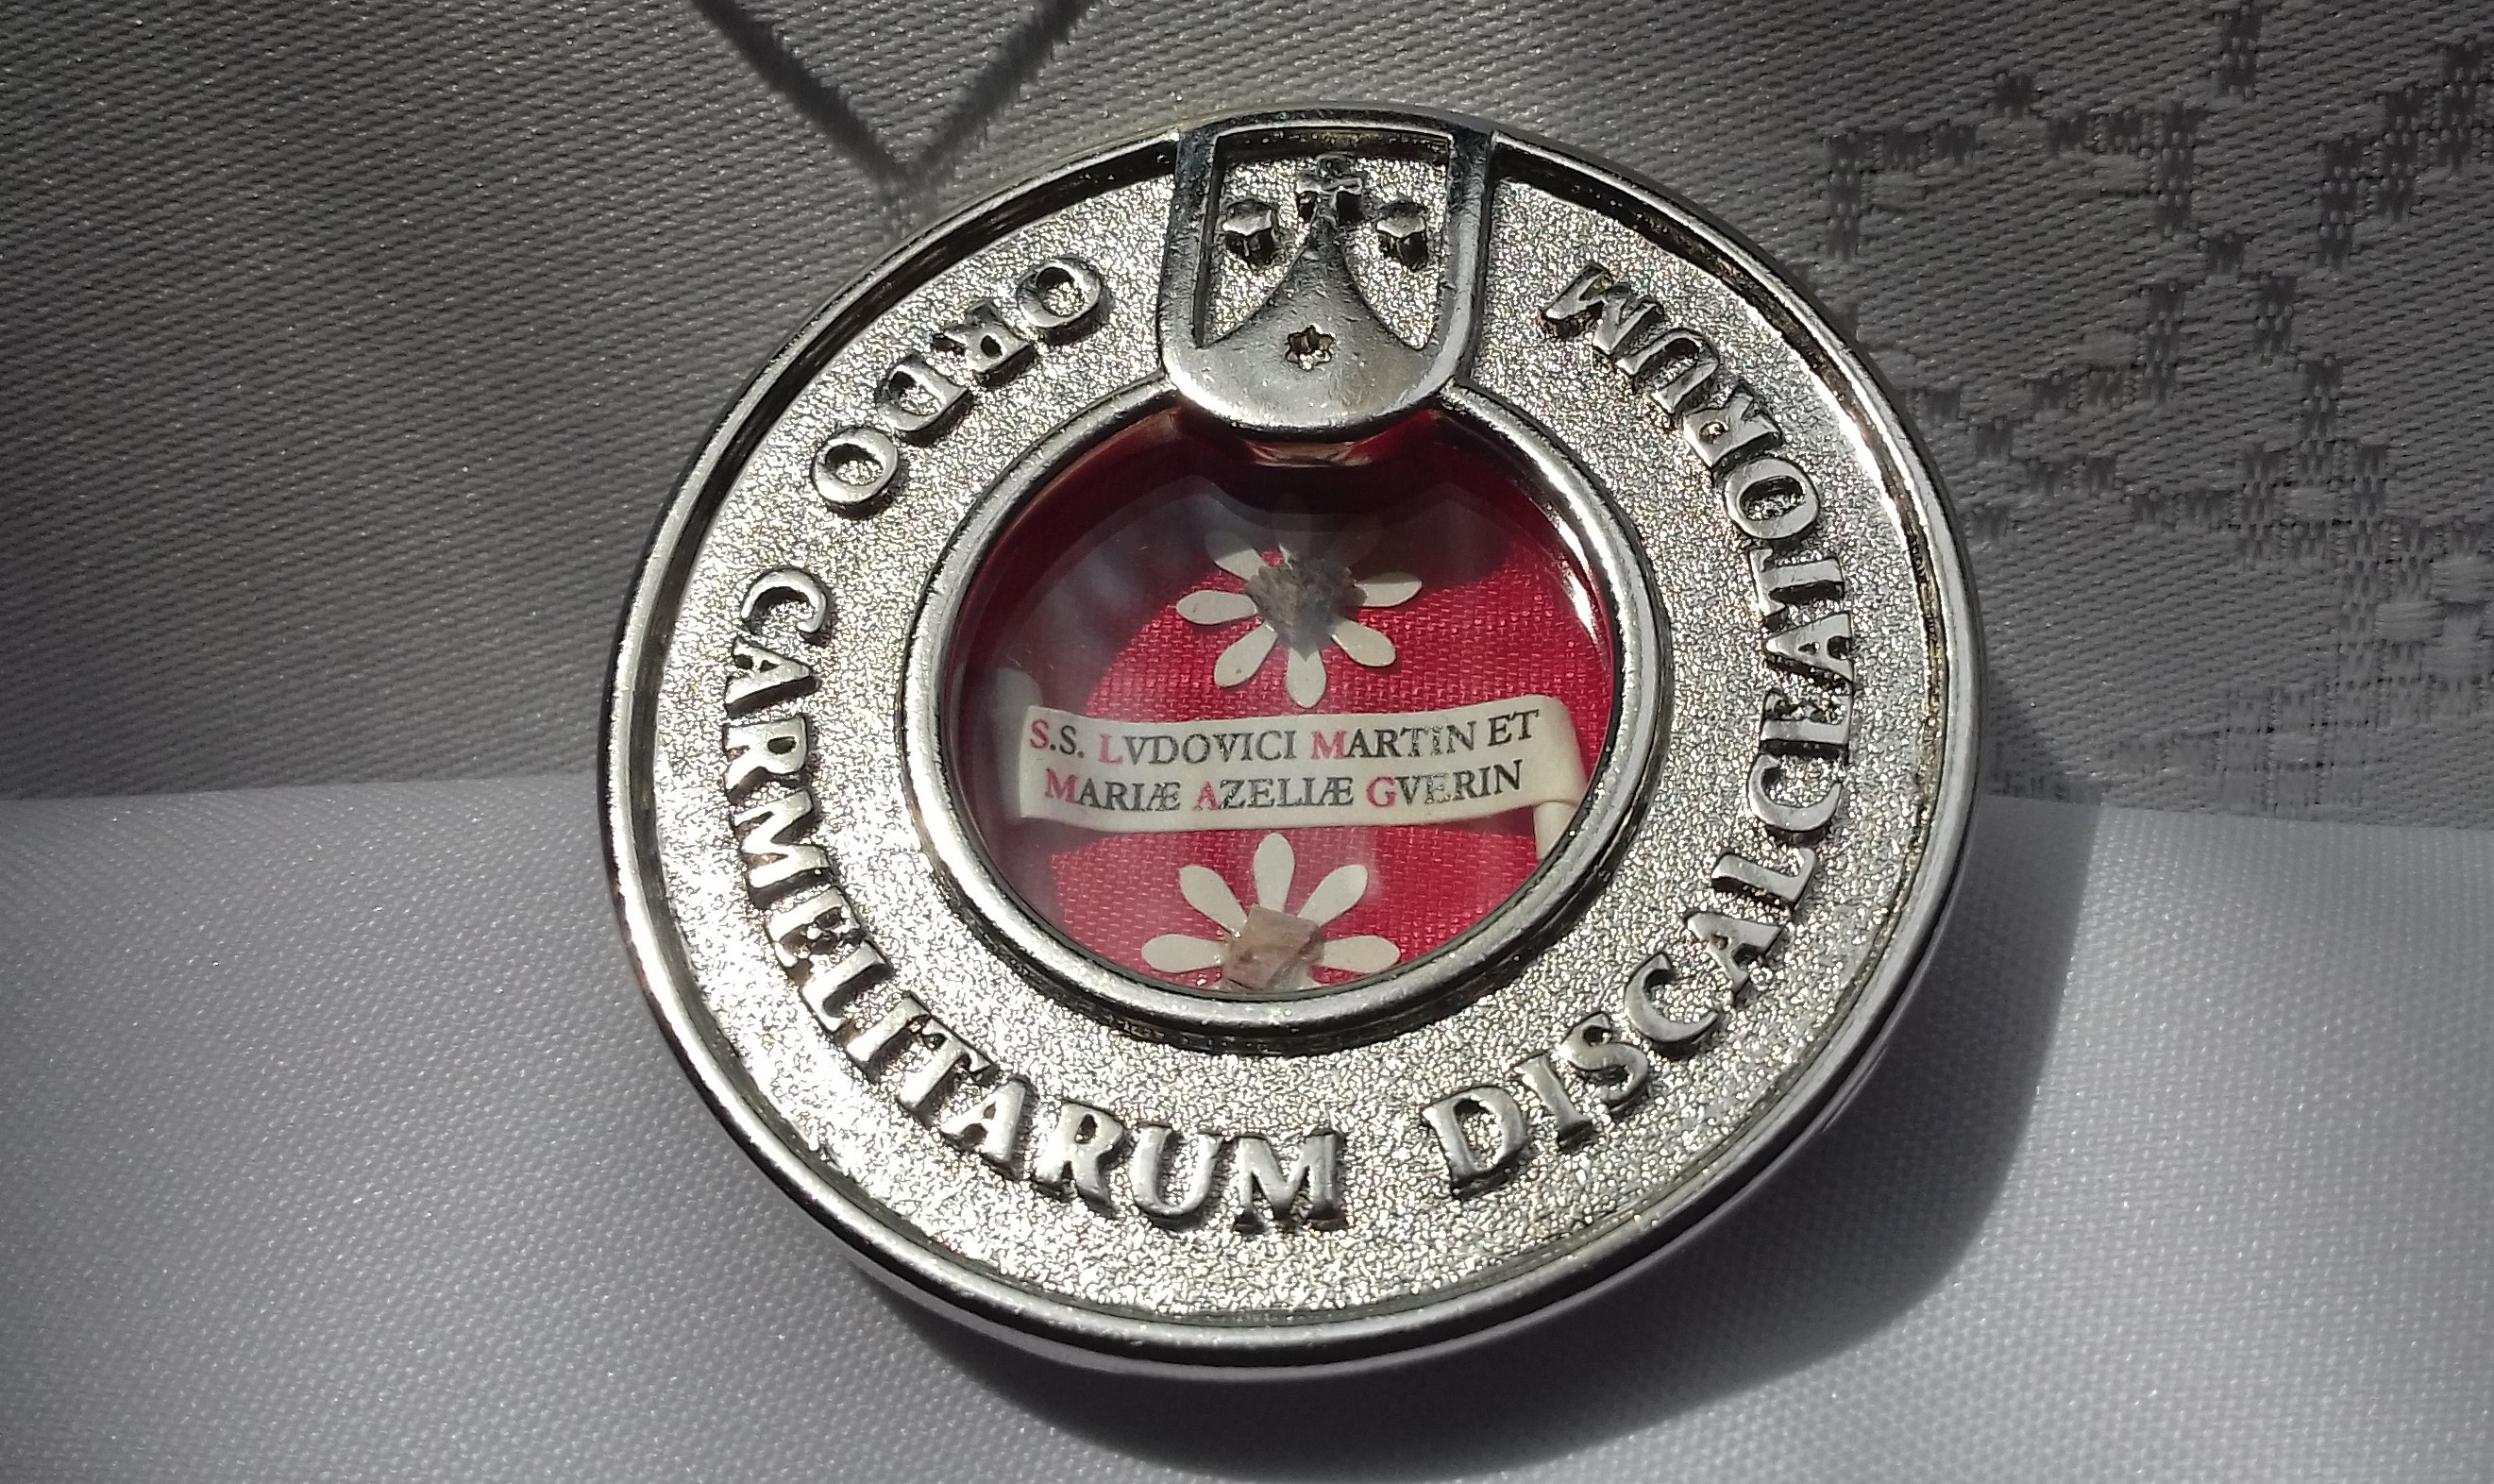 ORDO CARMELITARUM DISCALCEATORUM
S.S. LVDOVICI MARTIN ET
MARIÆ AZELIÆ GVERIN